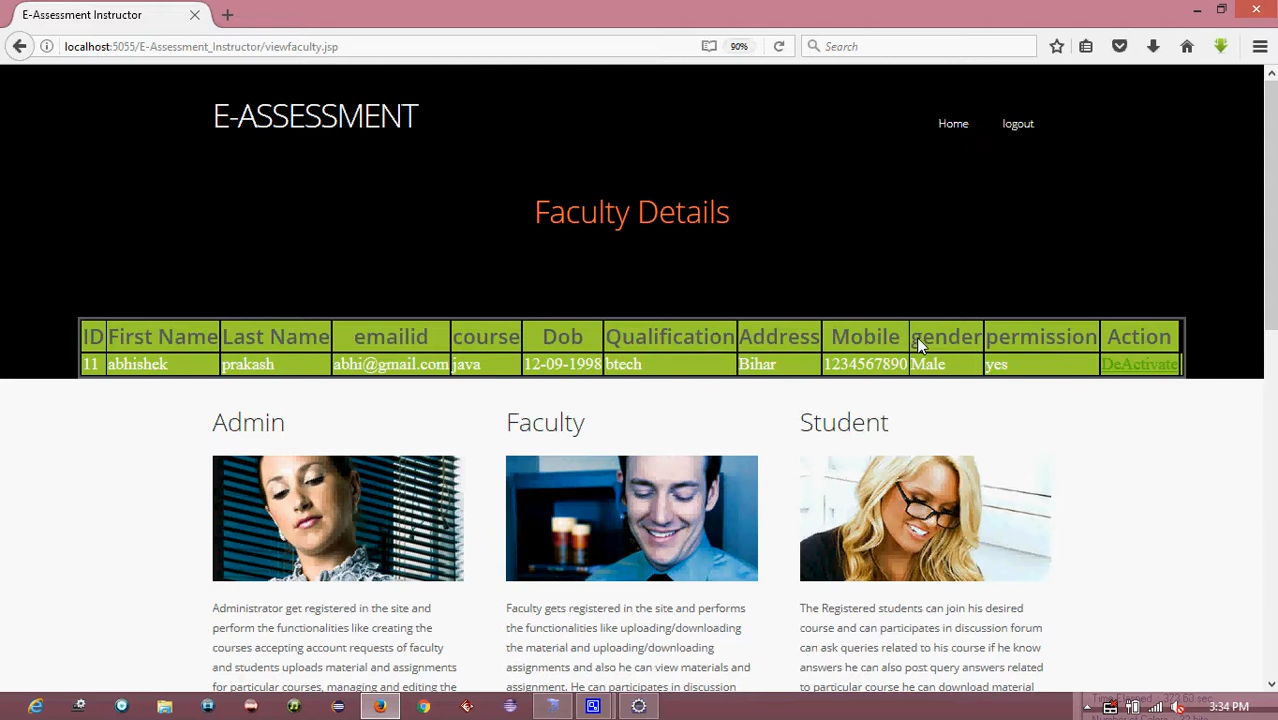 E-Assessment Instructor
localhost:5055/E-Assessment_Instructor/viewfaculty.jsp
90%
Search
E-ASSESSMENT
Home
logout
Faculty Details
ID First Name Last Name emailid course Dob Qualification Address Mobile gender permission Action
11 abhishek prakash abhi@gmail.com java 12-09-1998 btech Bihar 1234567890 Male yes DeActivate
Admin
Administrator get registered in the site and
perform the functionalities like creating the
courses accepting account requests of faculty
and students uploads material and assignments
for particular courses, managing and editing the
Faculty
Faculty gets registered in the site and performs
the functionalities like uploading/downloading
the material and uploading/downloading
assignments and also he can view materials and
assignments. He can participates in discussion
Student
The Registered students can join his desired
course and can participates in discussion forum
can ask queries related to his course if he know
answers he can also post query answers related
to particular course he can download material
Time Elapsed : 373.60 sec
3:34 PM